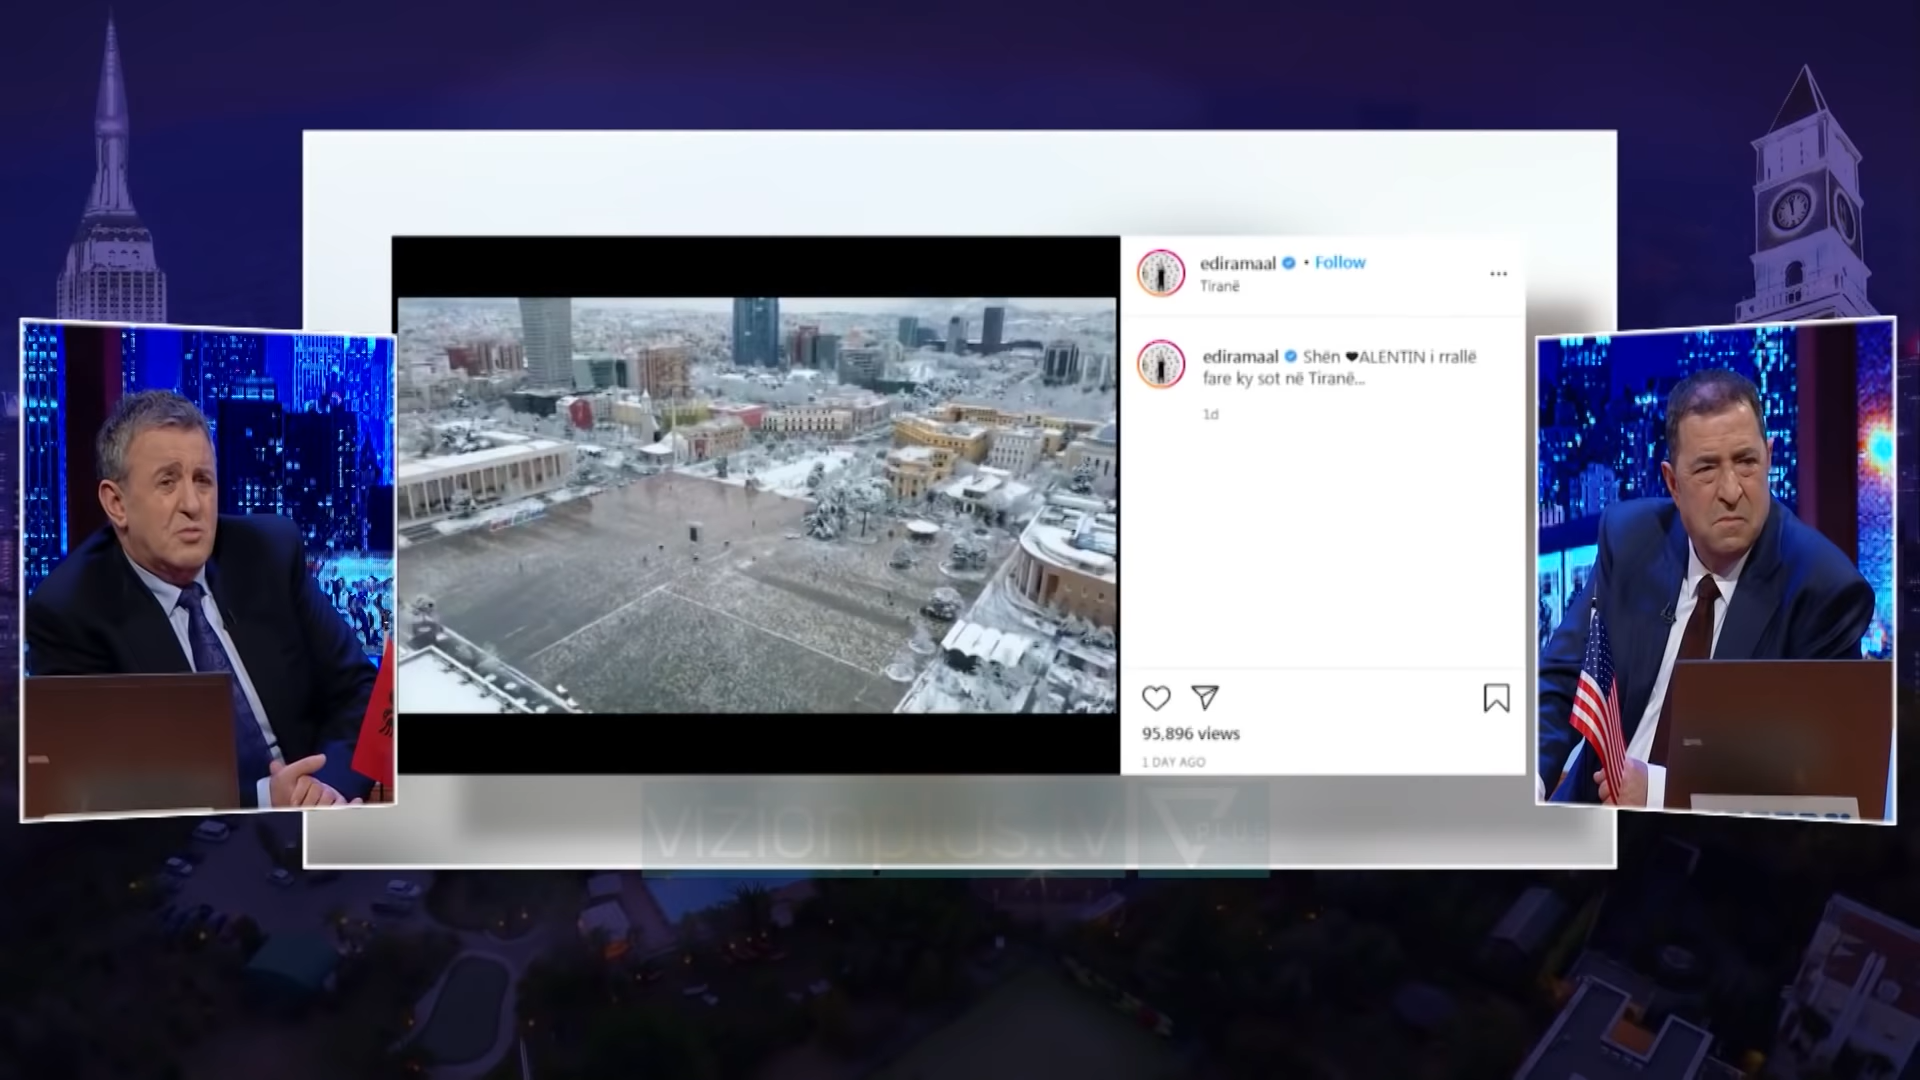 ediramaal • Follow
Tiranë
ediramaal Shën ❤ALENTIN i rrallë
fare ky sot në Tiranë...
1d
95,896 views
1 DAY AGO
vizionplus.tv PLUS